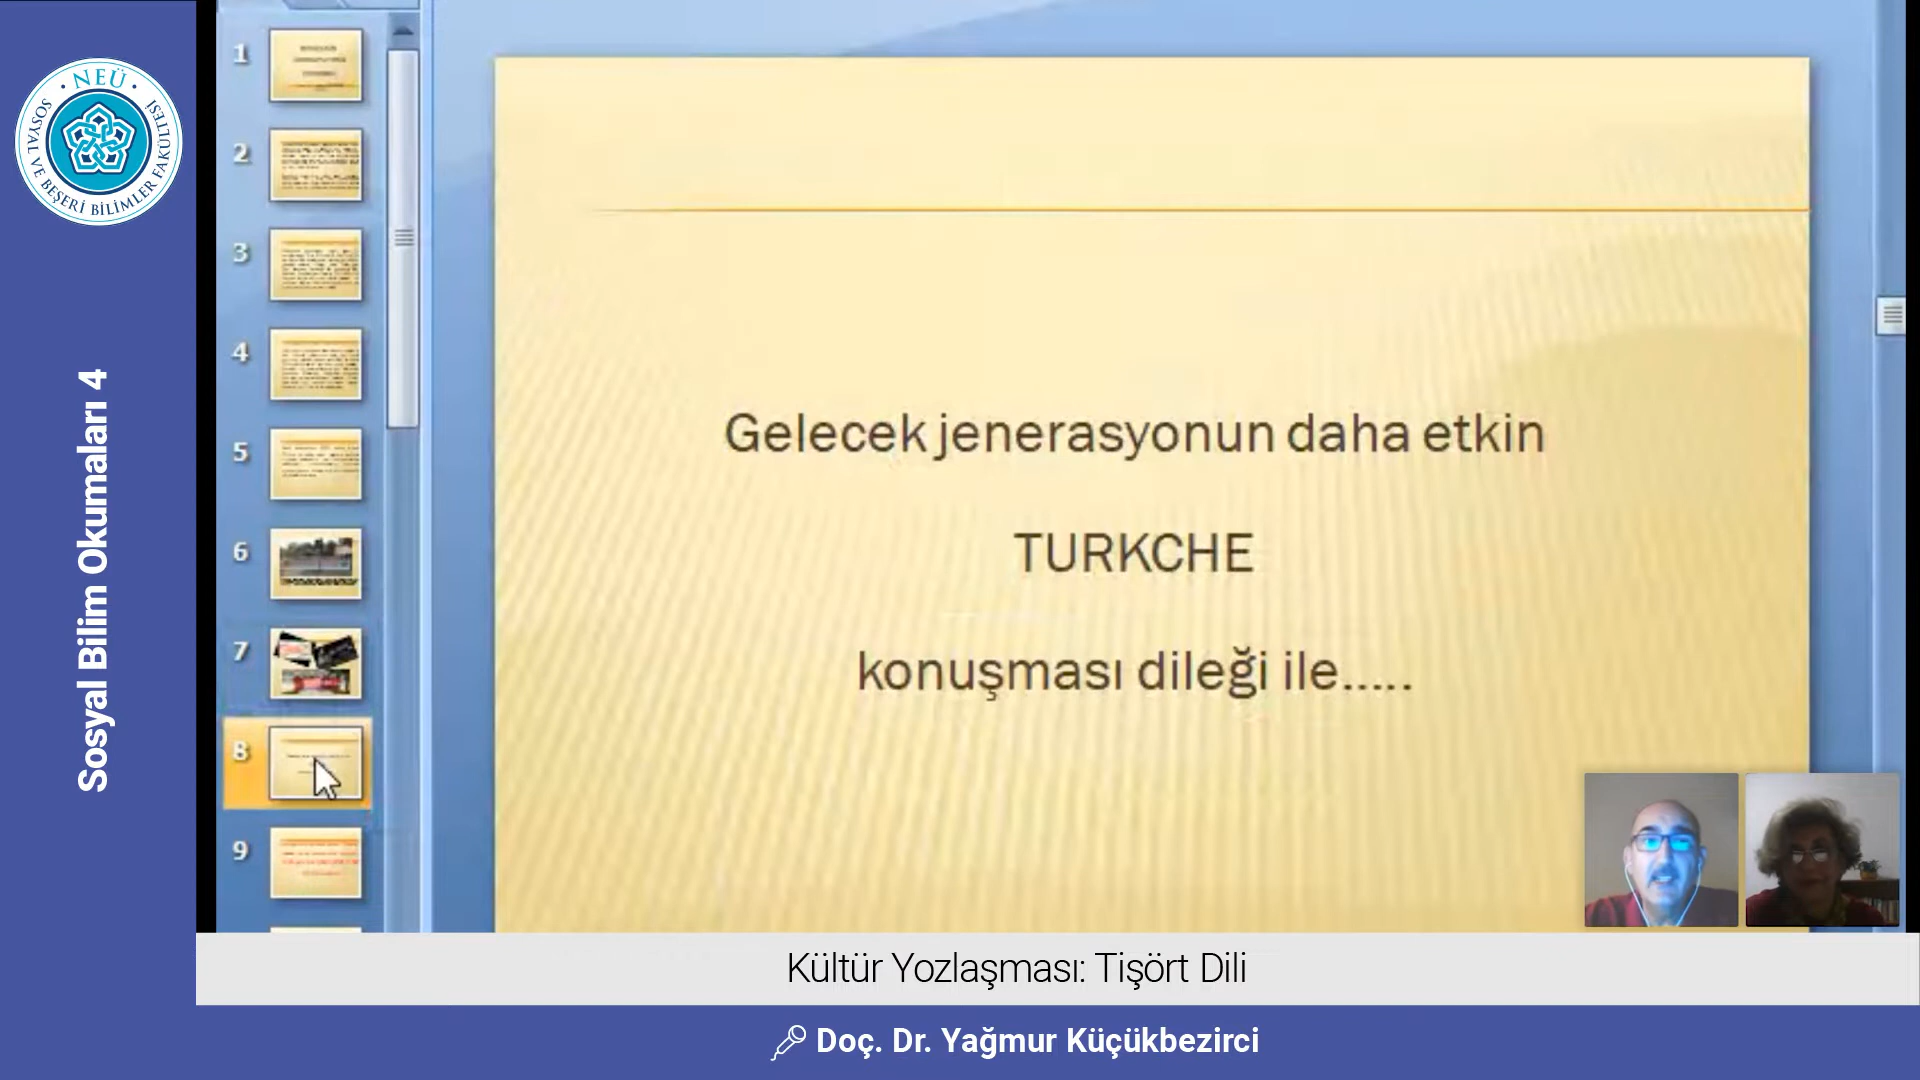 NEÜ
SOSYAL VE BEŞERİ BİLİMLER FAKÜLTESİ
Sosyal Bilim Okumaları 4
1
2
3
4
5
6
7
8
9
Gelecek jenerasyonun daha etkin
TURKCHE
konuşması dileği ile.....
Kültür Yozlaşması: Tişört Dili
Doç. Dr. Yağmur Küçükbezirci